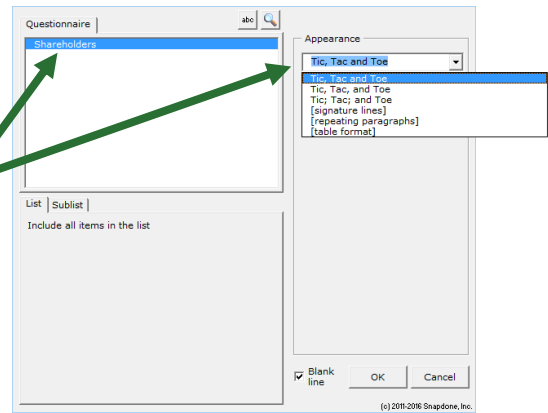 Questionnaire
abc
Shareholders
Appearance
Tic, Tac and Toe
Tic, Tac and Toe
Tic, Tac, and Toe
Tic; Tac; and Toe
[signature lines]
[repeating paragraphs]
[table format]
List
Sublist
Include all items in the list
Blank
line
OK
Cancel
(c) 2011-2016 Snapdone, Inc.